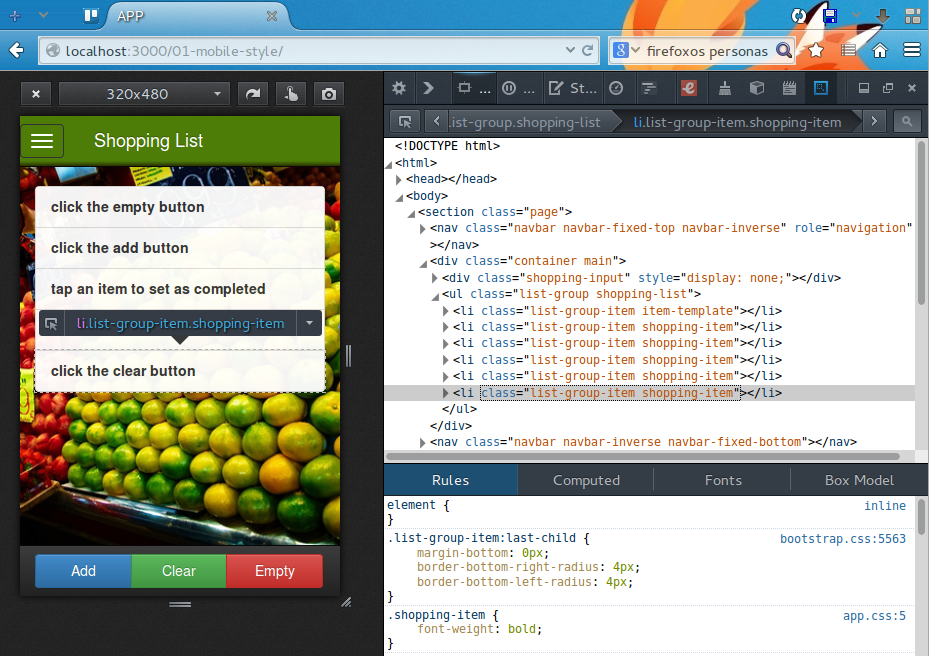 APP
localhost:3000/01-mobile-style/
8
firefoxos personas
320x480
... ... St...
.ist-group.shopping-list
li.list-group-item.shopping-item
Shopping List
click the empty button
click the add button
tap an item to set as completed
li.list-group-item.shopping-item
click the clear button
Add
Clear
Empty
<!DOCTYPE html>
<html>
<head></head>
<body>
<section class="page">
<nav class="navbar navbar-fixed-top navbar-inverse" role="navigation"
></nav>
<div class="container main">
<div class="shopping-input" style="display: none;"></div>
<ul class="list-group shopping-list">
<li class="list-group-item item-template"></li>
<li class="list-group-item shopping-item"></li>
<li class="list-group-item shopping-item"></li>
<li class="list-group-item shopping-item"></li>
<li class="list-group-item shopping-item"></li>
<li class="list-group-item shopping-item"></li>
</ul>
</div>
<nav class="navbar navbar-inverse navbar-fixed-bottom"></nav>
Rules
Computed
Fonts
Box Model
element {
inline
}
.list-group-item:last-child {
bootstrap.css:5563
margin-bottom: 0px;
border-bottom-right-radius: 4px;
border-bottom-left-radius: 4px;
}
.shopping-item {
app.css:5
font-weight: bold;
}